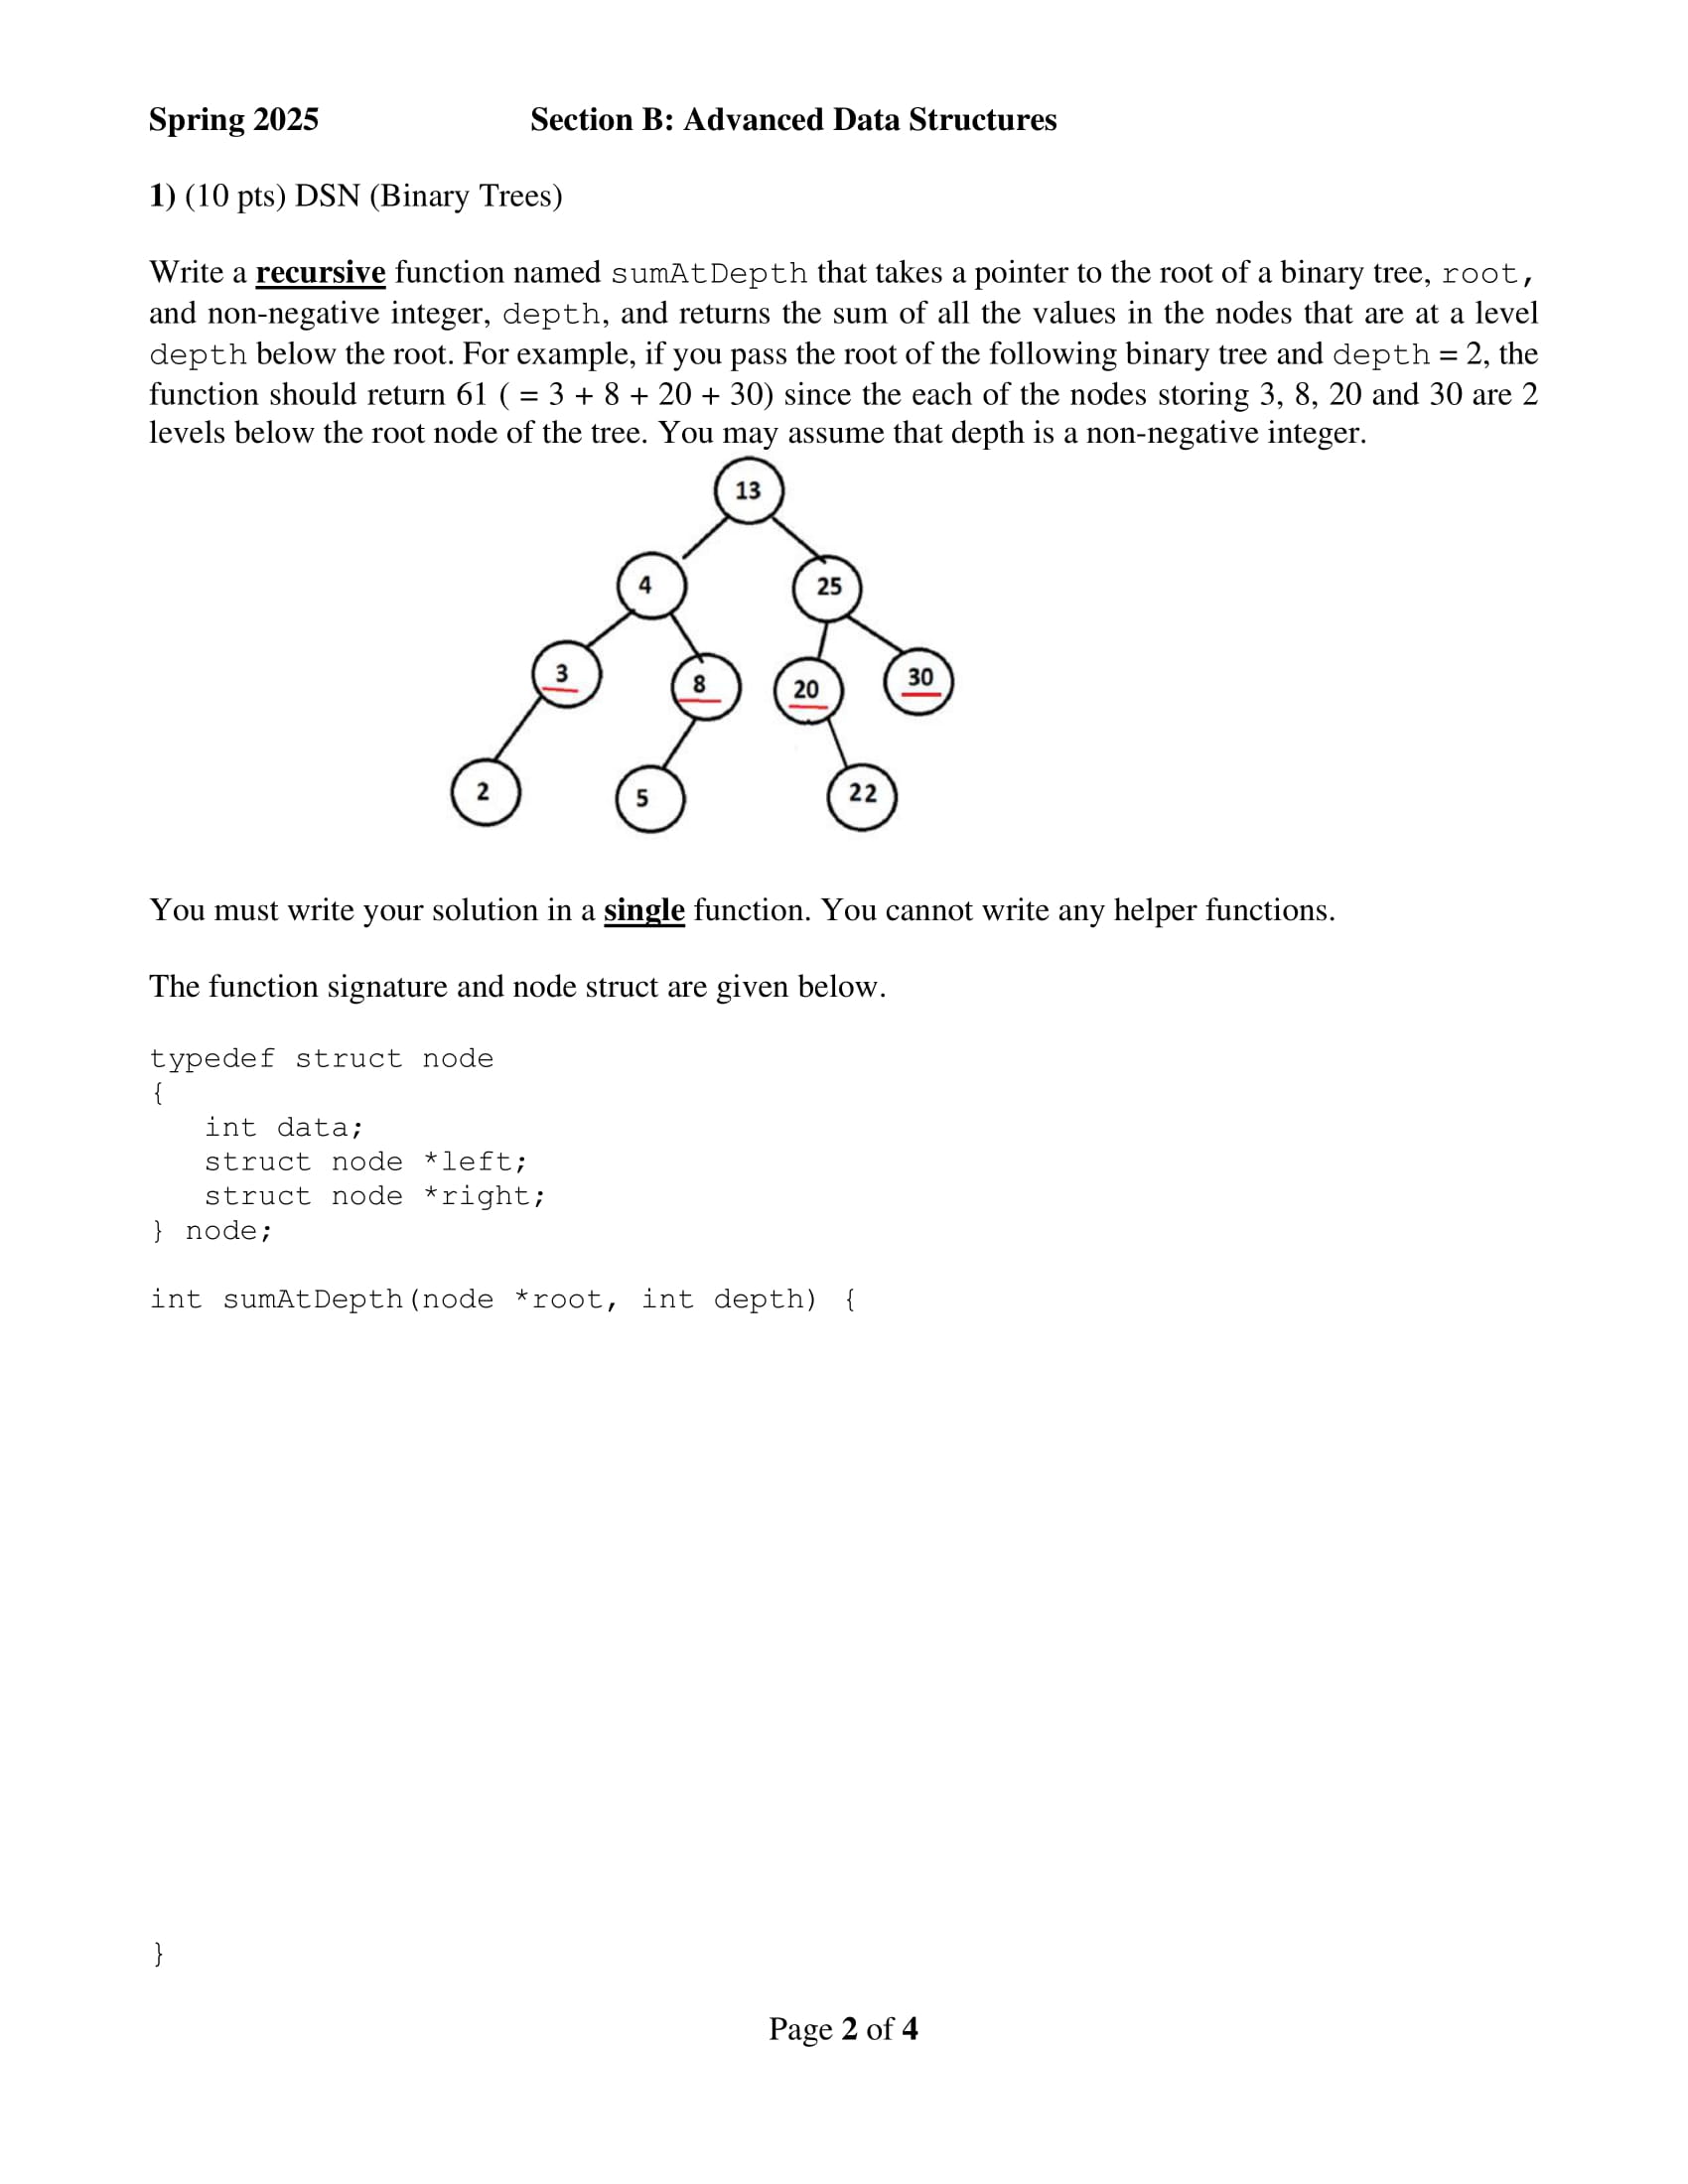 Spring 2025 Section B: Advanced Data Structures
1) (10 pts) DSN (Binary Trees)
Write a recursive function named sumAtDepth that takes a pointer to the root of a binary tree, root,
and non-negative integer, depth, and returns the sum of all the values in the nodes that are at a level
depth below the root. For example, if you pass the root of the following binary tree and depth = 2, the
function should return 61 ( = 3 + 8 + 20 + 30) since the each of the nodes storing 3, 8, 20 and 30 are 2
levels below the root node of the tree. You may assume that depth is a non-negative integer.
13
4 25
3 8 20 30
2 5 22
You must write your solution in a single function. You cannot write any helper functions.
The function signature and node struct are given below.
typedef struct node
{
int data;
struct node *left;
struct node *right;
} node;
int sumAtDepth(node *root, int depth) {
}
Page 2 of 4